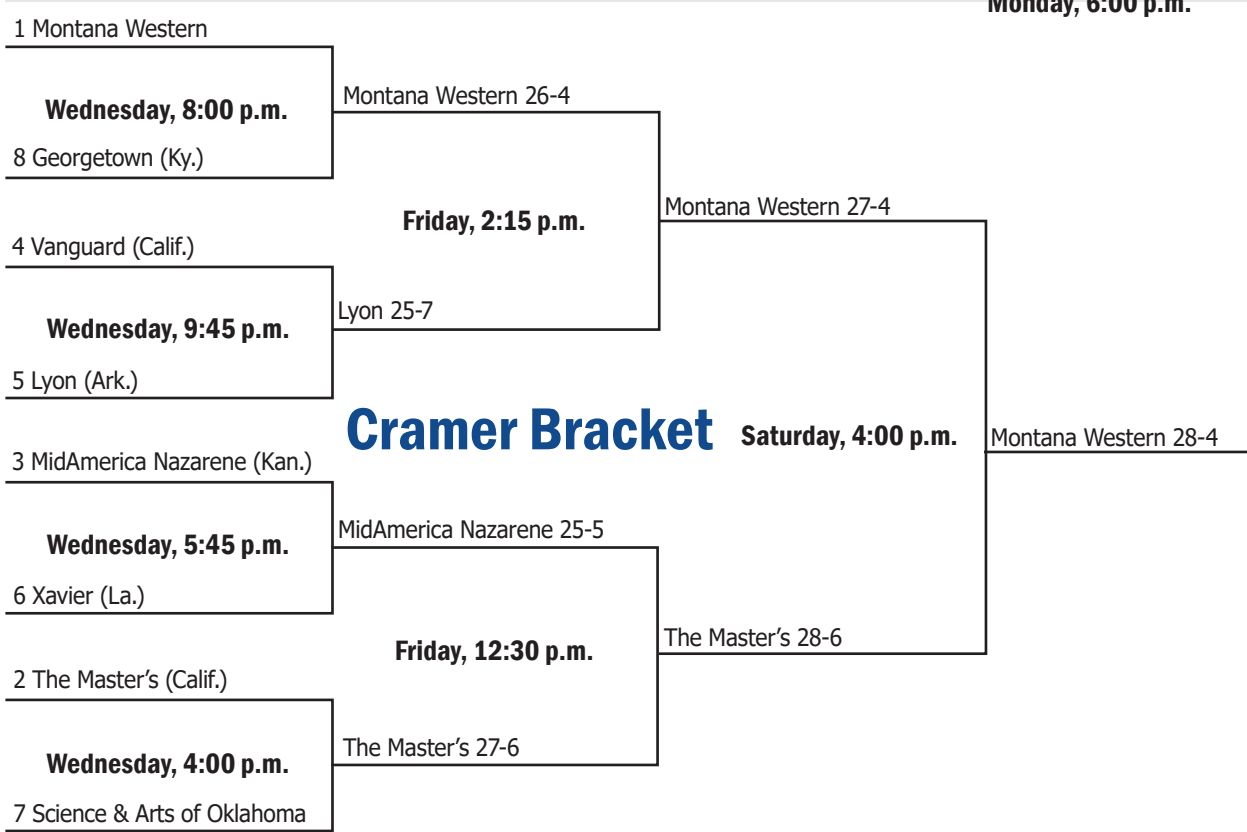 Monday, 6:00 p.m.
1 Montana Western
Wednesday, 8:00 p.m.
Montana Western 26-4
8 Georgetown (Ky.)
Friday, 2:15 p.m.
Montana Western 27-4
4 Vanguard (Calif.)
Wednesday, 9:45 p.m.
Lyon 25-7
5 Lyon (Ark.)
Cramer Bracket
Saturday, 4:00 p.m.
Montana Western 28-4
3 MidAmerica Nazarene (Kan.)
Wednesday, 5:45 p.m.
MidAmerica Nazarene 25-5
6 Xavier (La.)
Friday, 12:30 p.m.
The Master's 28-6
2 The Master’s (Calif.)
Wednesday, 4:00 p.m.
The Master's 27-6
7 Science & Arts of Oklahoma